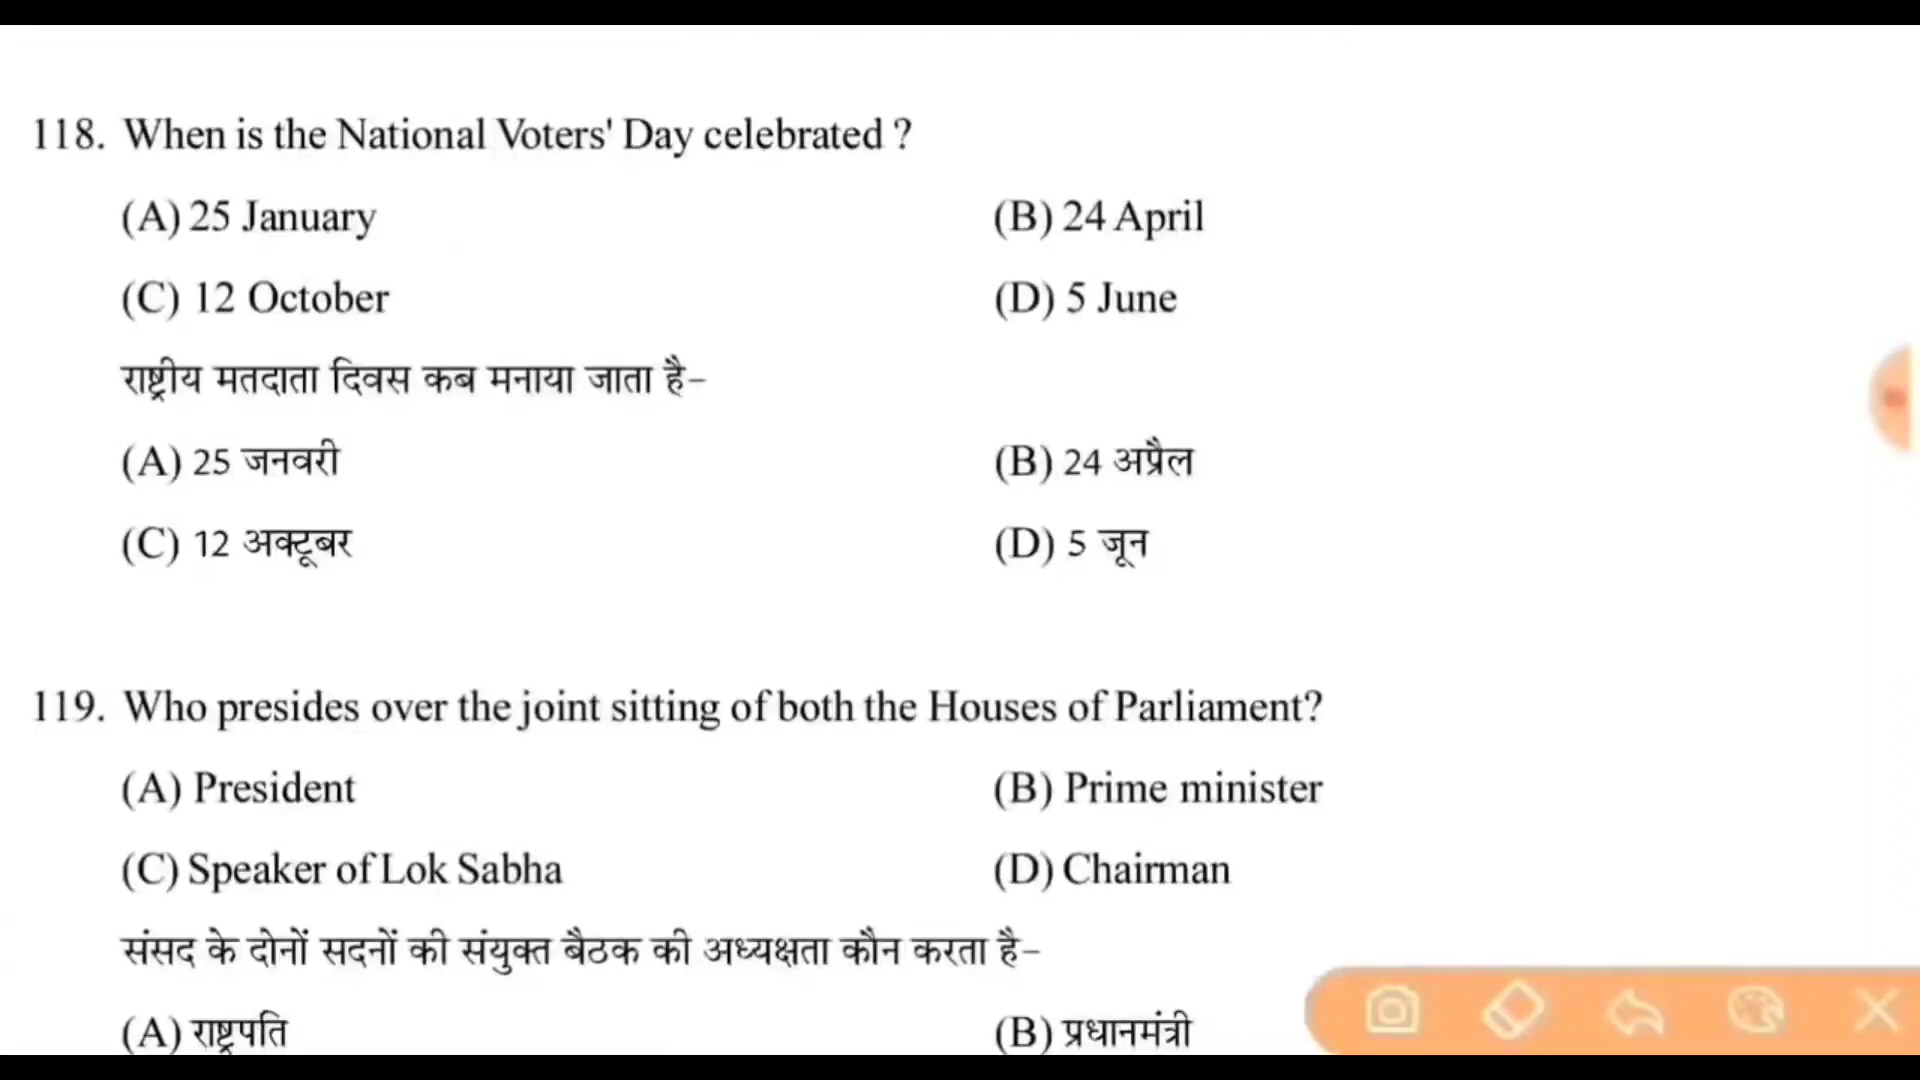 118. When is the National Voters' Day celebrated ?
(A) 25 January (B) 24 April
(C) 12 October (D) 5 June
राष्ट्रीय मतदाता दिवस कब मनाया जाता है–
(A) 25 जनवरी (B) 24 अप्रैल
(C) 12 अक्टूबर (D) 5 जून
119. Who presides over the joint sitting of both the Houses of Parliament?
(A) President (B) Prime minister
(C) Speaker of Lok Sabha (D) Chairman
संसद के दोनों सदनों की संयुक्त बैठक की अध्यक्षता कौन करता है–
(A) राष्ट्रपति (B) प्रधानमंत्री